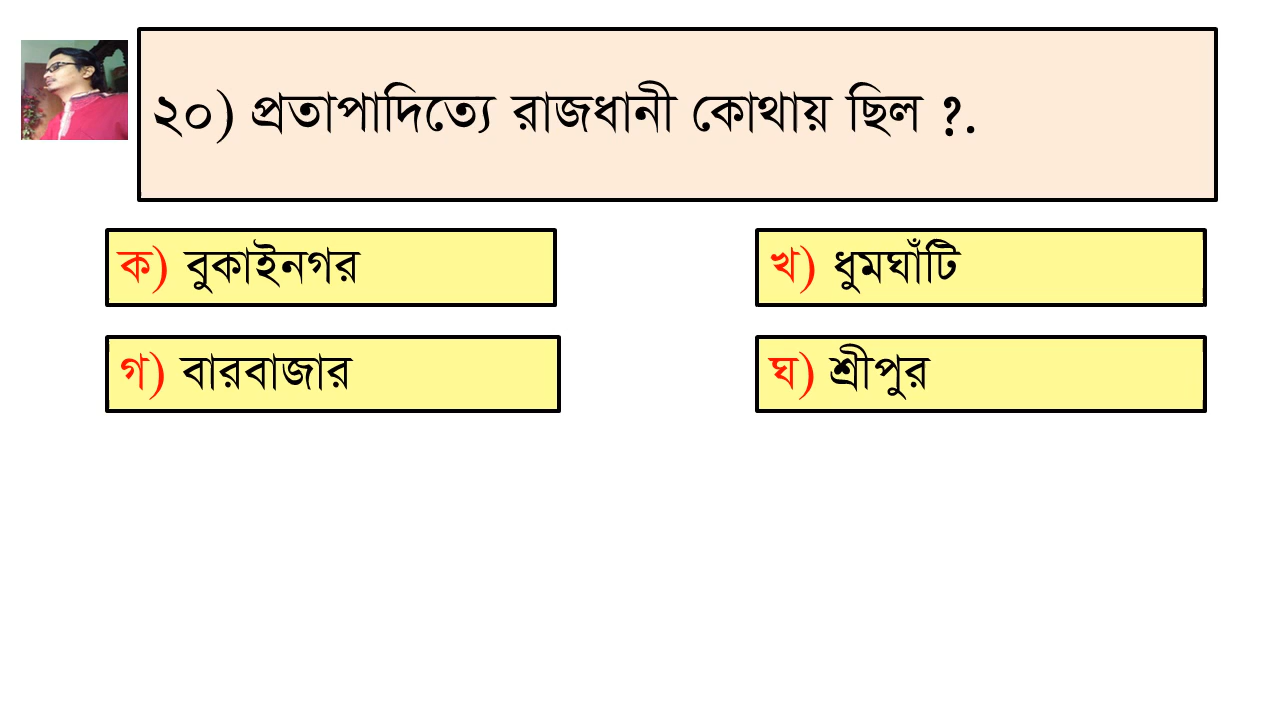 ২০) প্রতাপাদিত্যে রাজধানী কোথায় ছিল ?.
ক) বুকাইনগর
খ) ধুমঘাঁটি
গ) বারবাজার
ঘ) শ্রীপুর